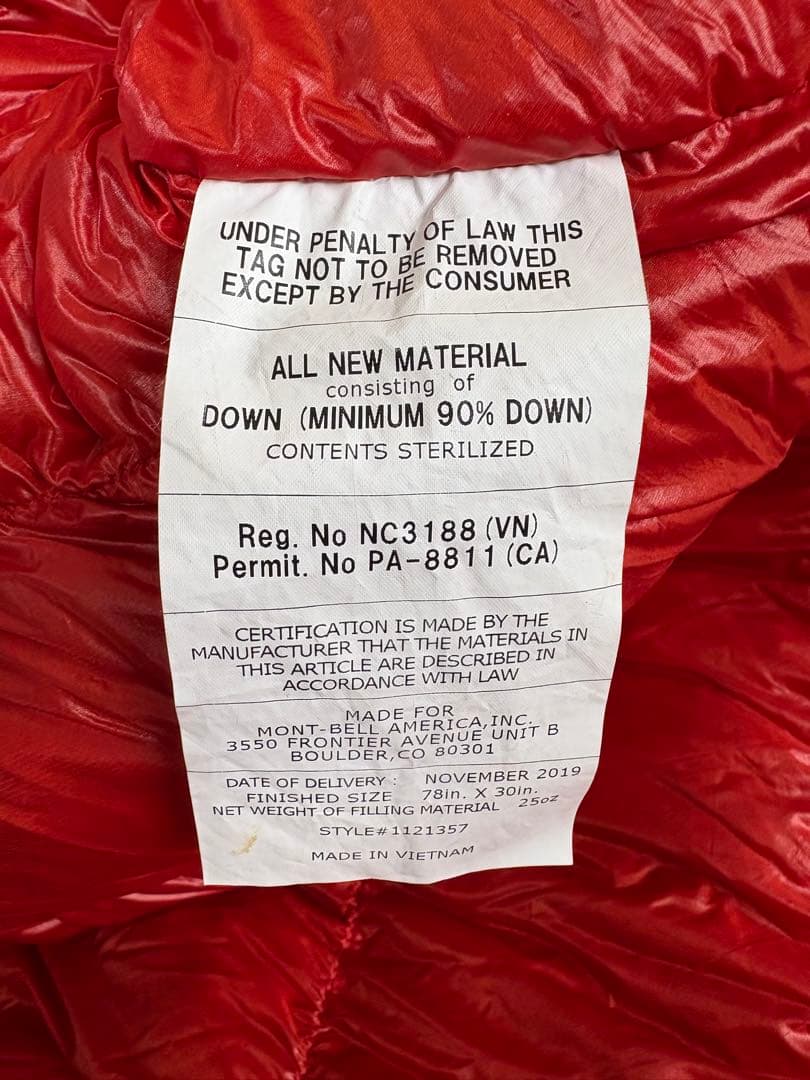 UNDER PENALTY OF LAW THIS
TAG NOT TO BE REMOVED
EXCEPT BY THE CONSUMER
ALL NEW MATERIAL
consisting of
DOWN (MINIMUM 90% DOWN)
CONTENTS STERILIZED
Reg. No NC3188 (VN)
Permit. No PA-8811 (CA)
CERTIFICATION IS MADE BY THE
MANUFACTURER THAT THE MATERIALS IN
THIS ARTICLE ARE DESCRIBED IN
ACCORDANCE WITH LAW
MADE FOR
MONT-BELL AMERICA,INC.
3550 FRONTIER AVENUE UNIT B
BOULDER,CO 80301
DATE OF DELIVERY : NOVEMBER 2019
FINISHED SIZE 78in. X 30in.
NET WEIGHT OF FILLING MATERIAL 25oz
STYLE#1121357
MADE IN VIETNAM